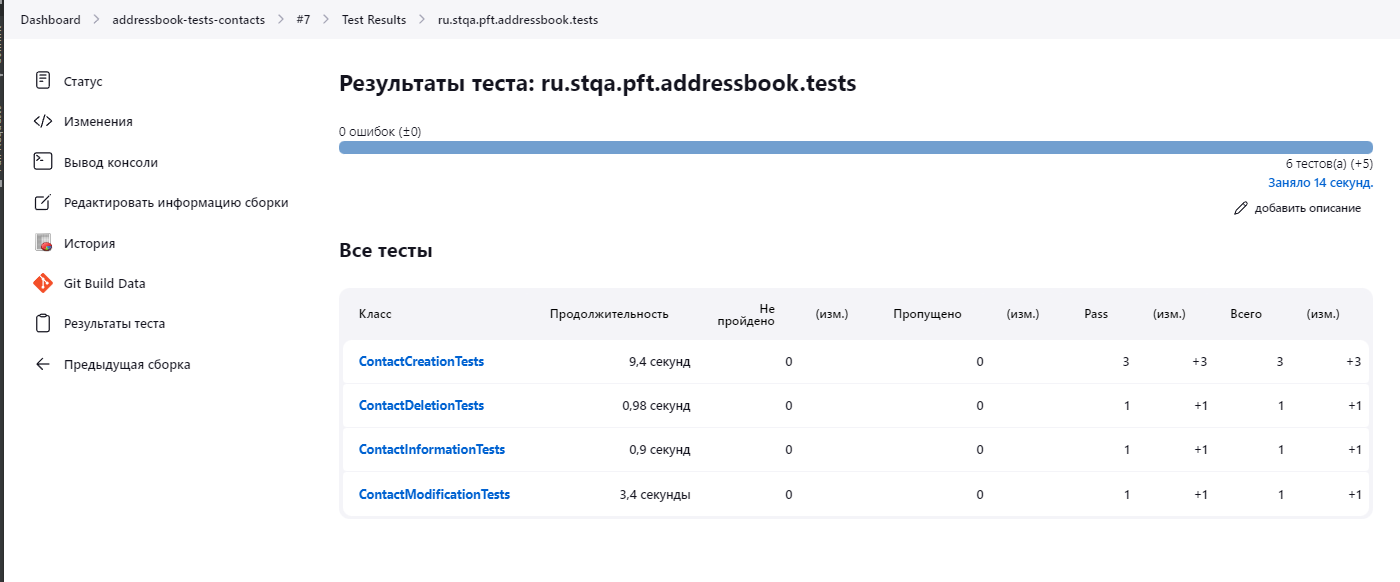 Dashboard > addressbook-tests-contacts > #7 > Test Results > ru.stqa.pft.addressbook.tests
Статус
Изменения
Вывод консоли
Редактировать информацию сборки
История
Git Build Data
Результаты теста
Предыдущая сборка
Результаты теста: ru.stqa.pft.addressbook.tests
0 ошибок (±0)
6 тестов(а) (+5)
Заняло 14 секунд.
добавить описание
Все тесты
Класс Продолжительность Не пройдено (изм.) Пропущено (изм.) Pass (изм.) Всего (изм.)
ContactCreationTests 9,4 секунд 0 0 3 +3 3 +3
ContactDeletionTests 0,98 секунд 0 0 1 +1 1 +1
ContactInformationTests 0,9 секунд 0 0 1 +1 1 +1
ContactModificationTests 3,4 секунды 0 0 1 +1 1 +1